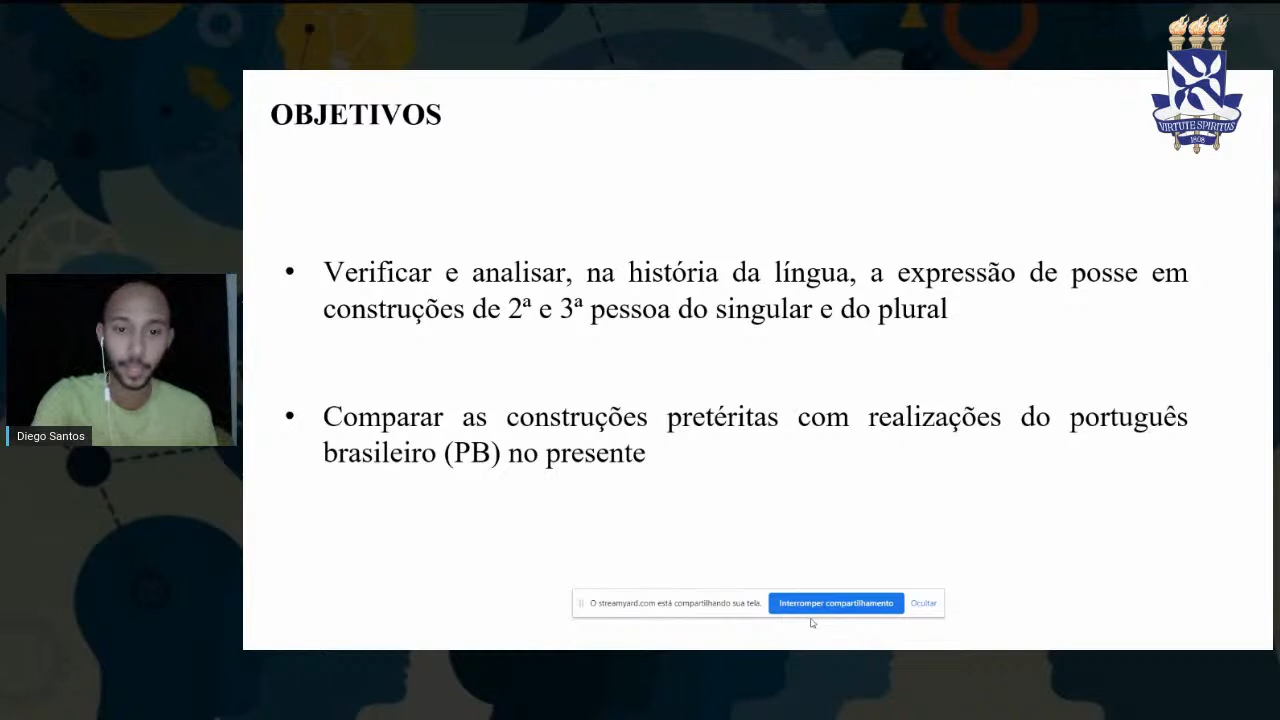 OBJETIVOS
VIRTUTE SPIRITUS
1808
• Verificar e analisar, na história da língua, a expressão de posse em
construções de 2ª e 3ª pessoa do singular e do plural
• Comparar as construções pretéritas com realizações do português
brasileiro (PB) no presente
Diego Santos
O streamyard.com está compartilhando sua tela. Interromper compartilhamento Ocultar